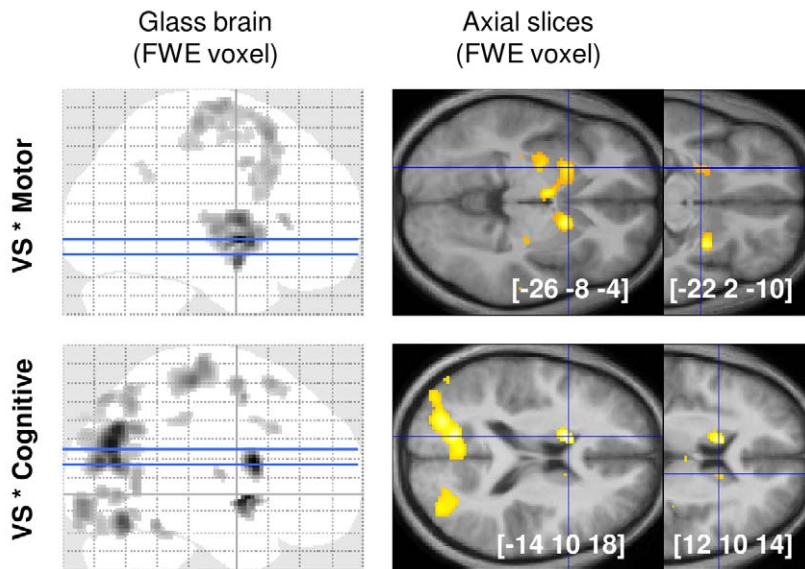 Glass brain
(FWE voxel)
Axial slices
(FWE voxel)
VS * Motor
[-26 -8 -4]
[-22 2 -10]
VS * Cognitive
[-14 10 18]
[12 10 14]